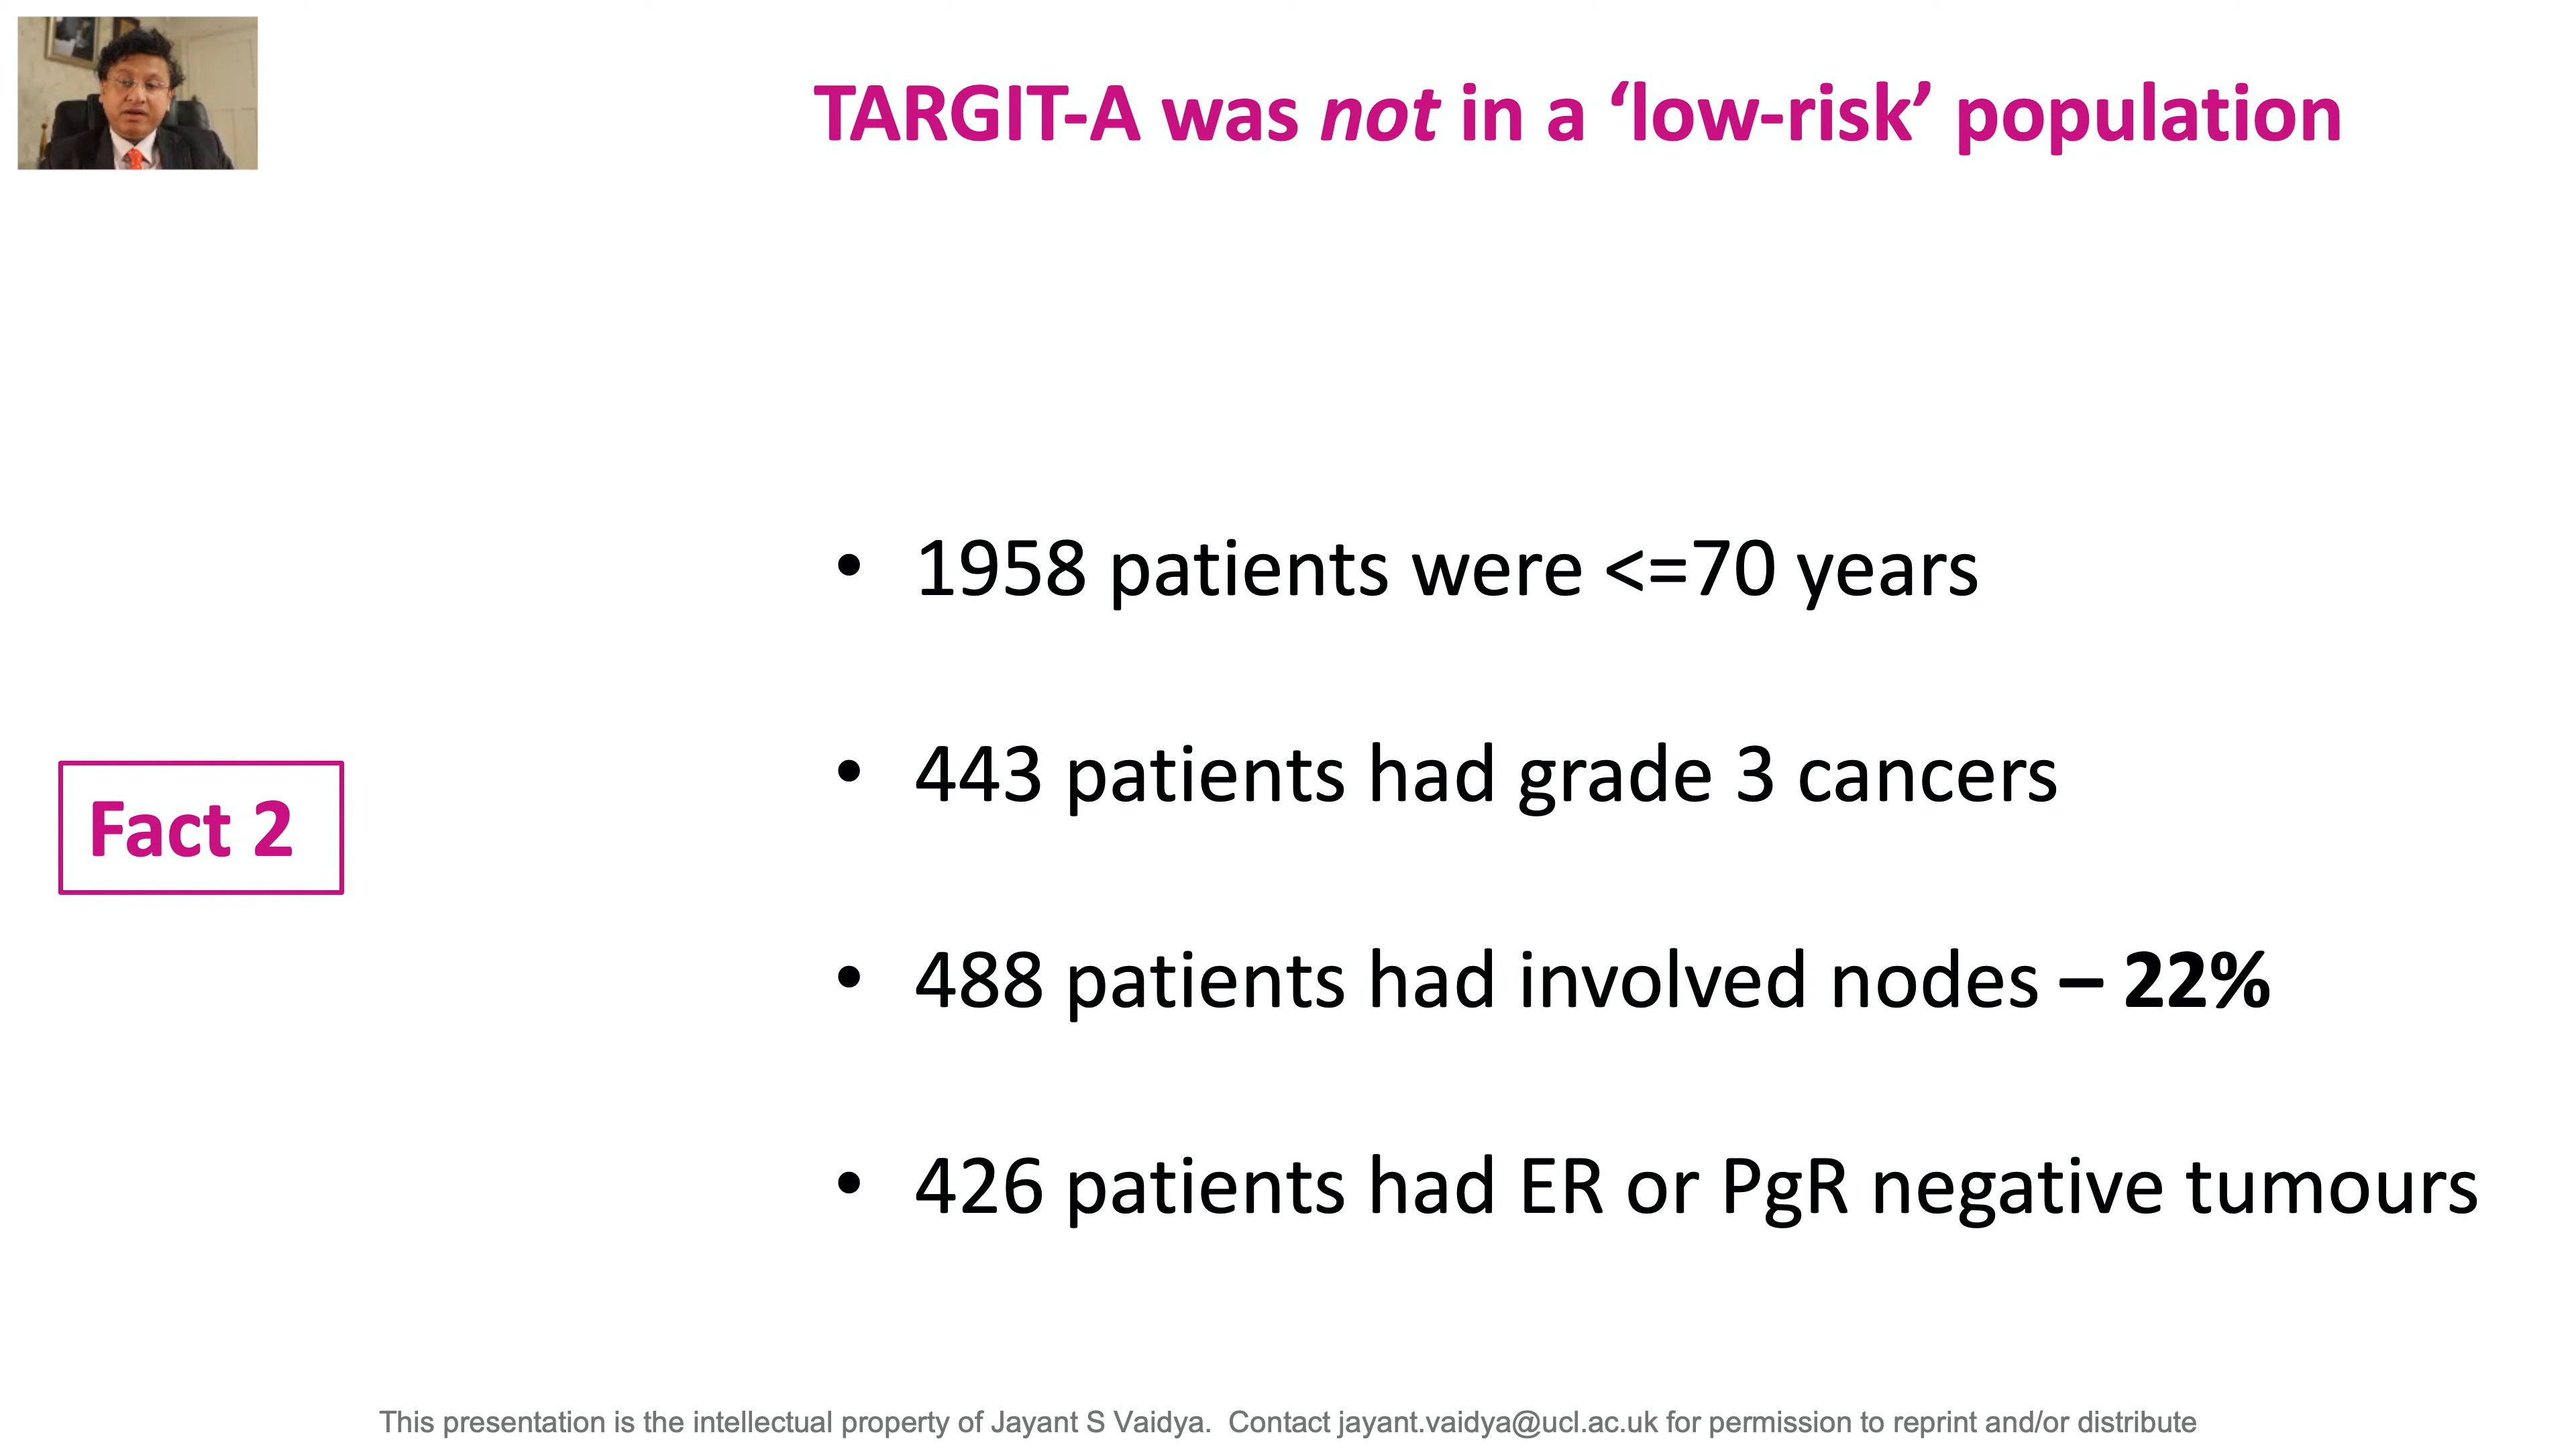 TARGIT-A was not in a ‘low-risk’ population
• 1958 patients were <=70 years
• 443 patients had grade 3 cancers
Fact 2
• 488 patients had involved nodes – 22%
• 426 patients had ER or PgR negative tumours
This presentation is the intellectual property of Jayant S Vaidya.  Contact jayant.vaidya@ucl.ac.uk for permission to reprint and/or distribute